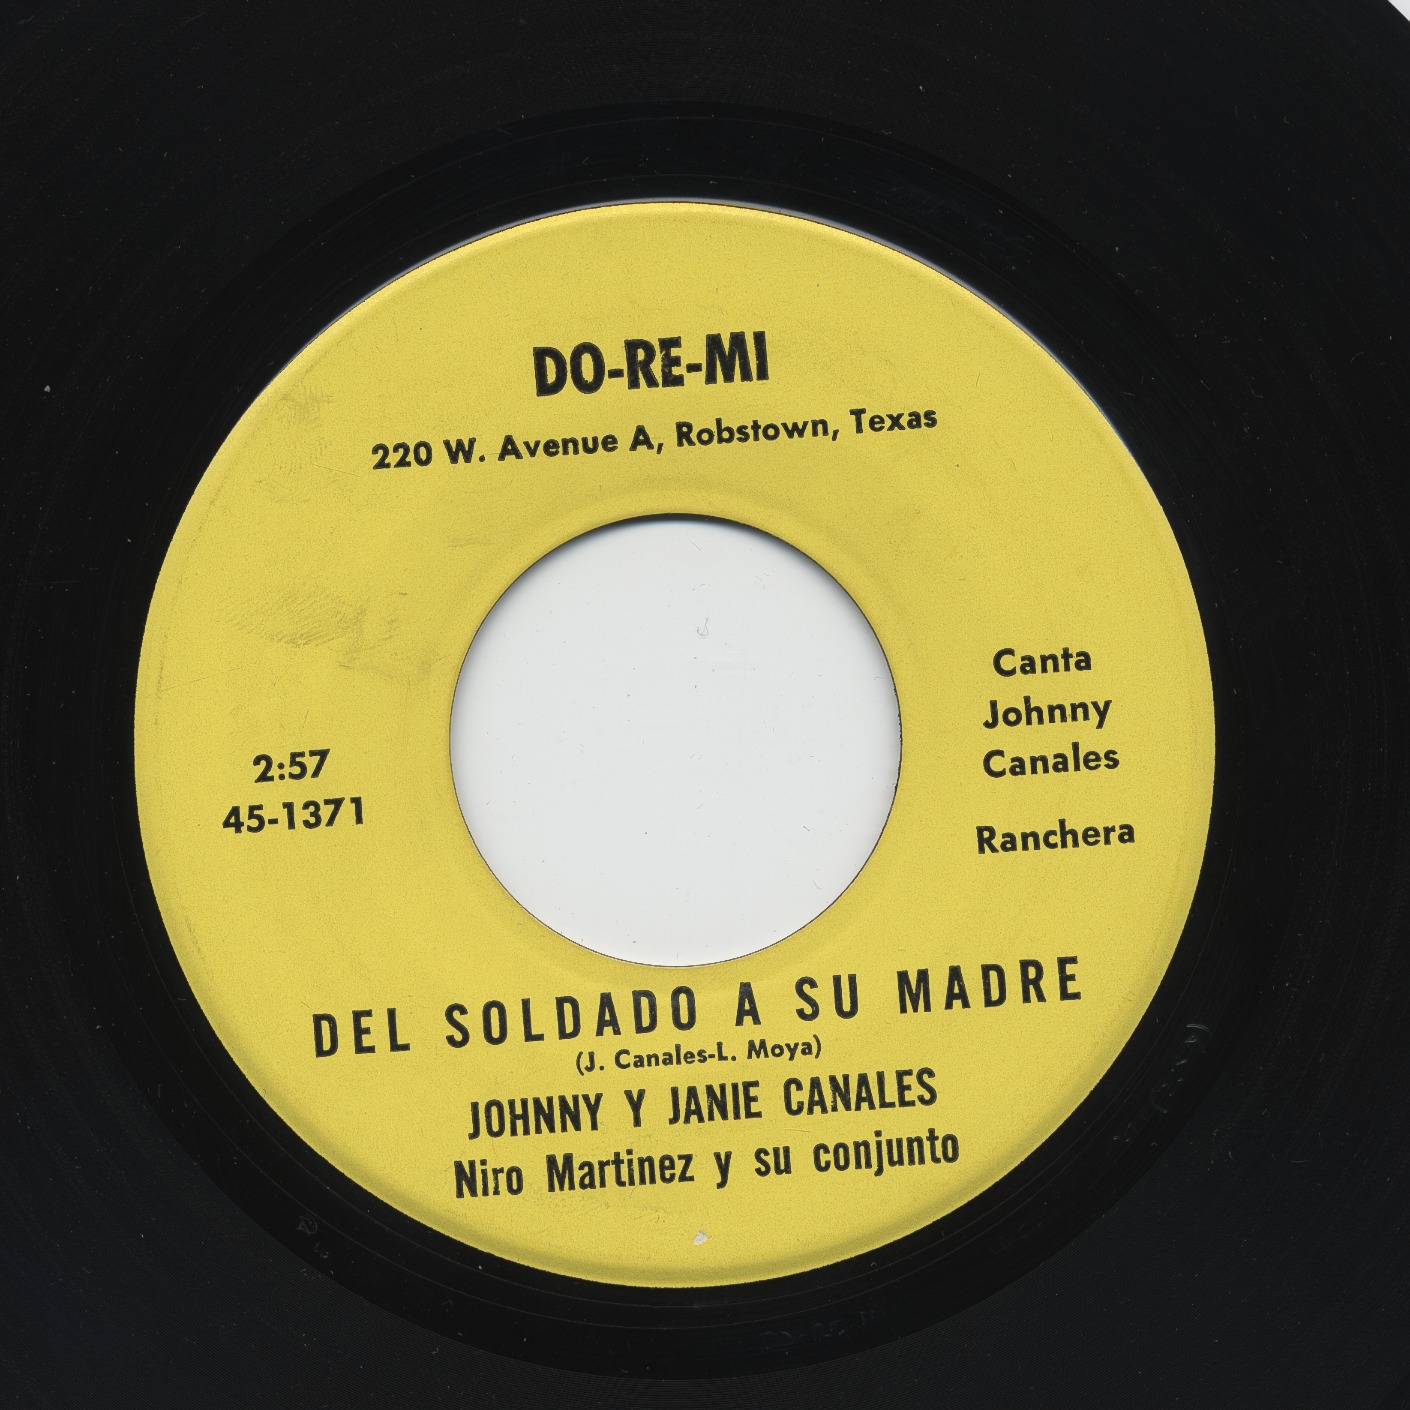 DO-RE-MI
220 W. Avenue A, Robstown, Texas
2:57
45-1371
Canta
Johnny
Canales
Ranchera
DEL SOLDADO A SU MADRE
(J. Canales-L. Moya)
JOHNNY Y JANIE CANALES
Niro Martinez y su conjunto